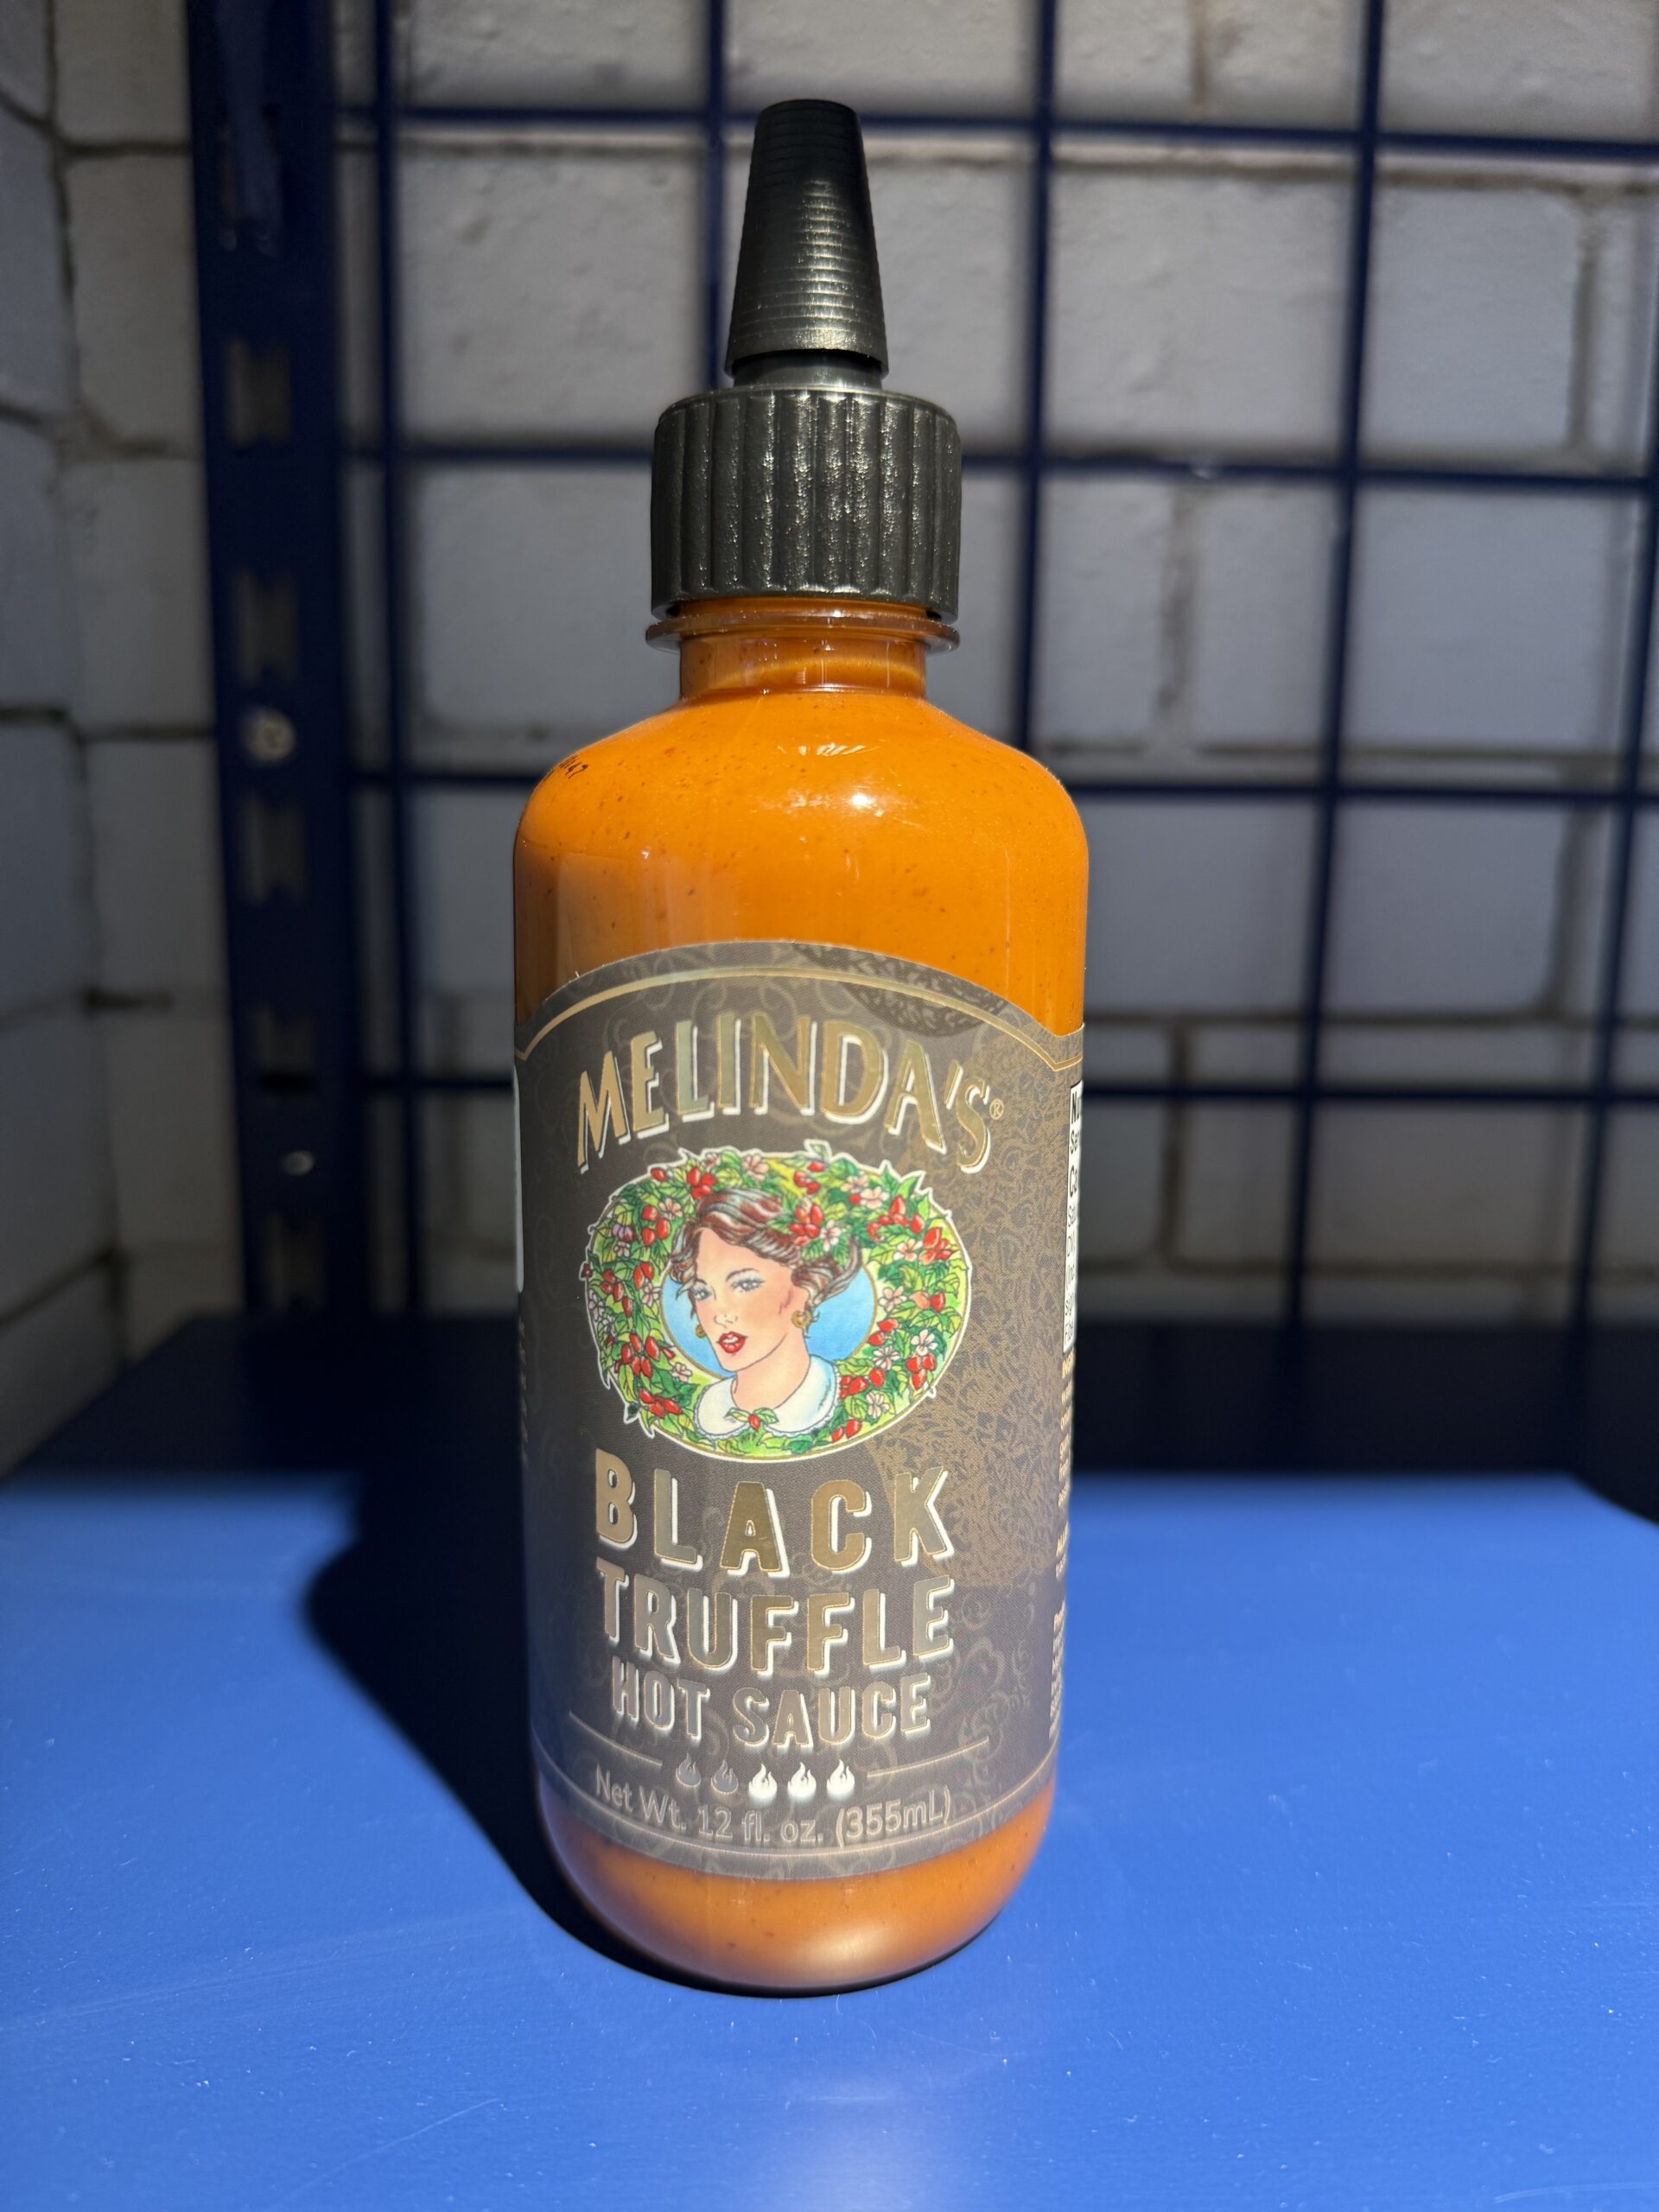 MELINDA'S®
BLACK
TRUFFLE
HOT SAUCE
Net Wt. 12 fl. oz. (355mL)